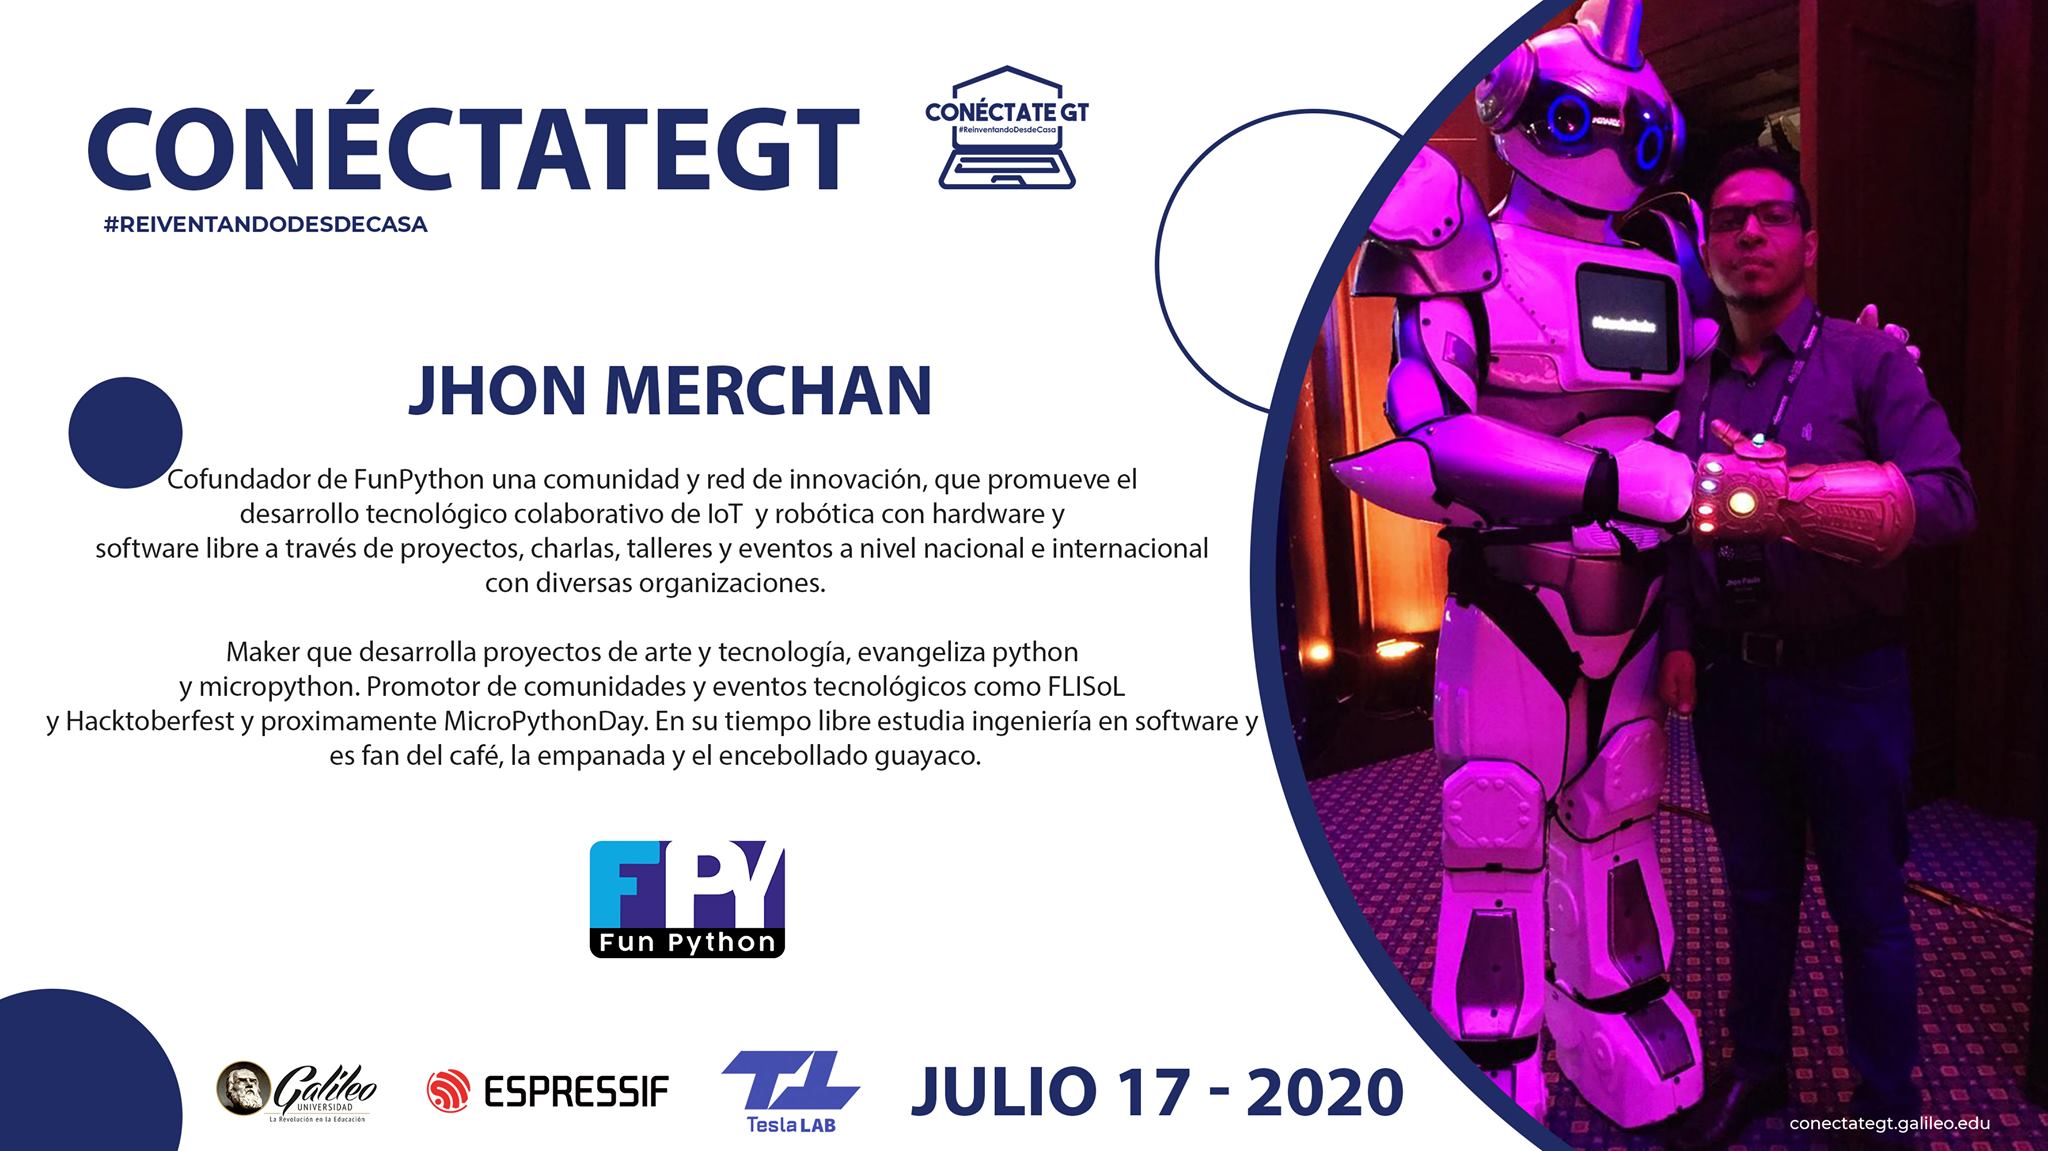 CONÉCTATEGT
#REIVENTANDODESDECASA
CONÉCTATE GT
#ReinventandoDesdeCasa
JHON MERCHAN
Cofundador de FunPython una comunidad y red de innovación, que promueve el
desarrollo tecnológico colaborativo de IoT y robótica con hardware y
software libre a través de proyectos, charlas, talleres y eventos a nivel nacional e internacional
con diversas organizaciones.
Maker que desarrolla proyectos de arte y tecnología, evangeliza python
y micropython. Promotor de comunidades y eventos tecnológicos como FLISoL
y Hacktoberfest y proximamente MicroPythonDay. En su tiempo libre estudia ingeniería en software y
es fan del café, la empanada y el encebollado guayaco.
FPY
Fun Python
Galileo
UNIVERSIDAD
La Revolución en la Educación
ESPRESSIF
TL
Tesla LAB
JULIO 17 - 2020
conectategt.galileo.edu